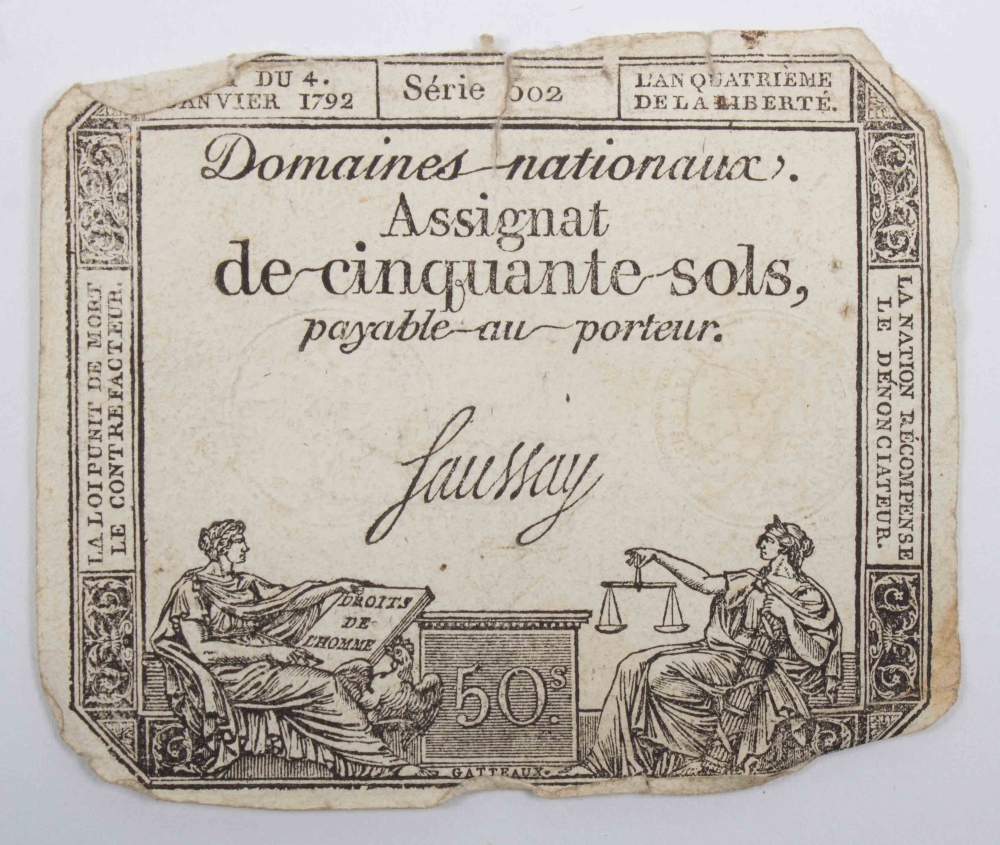 DU 4.
JANVIER 1792
Série 002
L'AN QUATRIÈME
DE LA LIBERTÉ.
Domaines nationaux.
Assignat
de cinquante sols,
payable au porteur.
LA LOI PUNIT DE MORT
LE CONTREFACTEUR.
LA NATION RÉCOMPENSE
LE DÉNONCIATEUR.
Saussay
DROITS
DE
L'HOMME
50.s
GATTEAUX